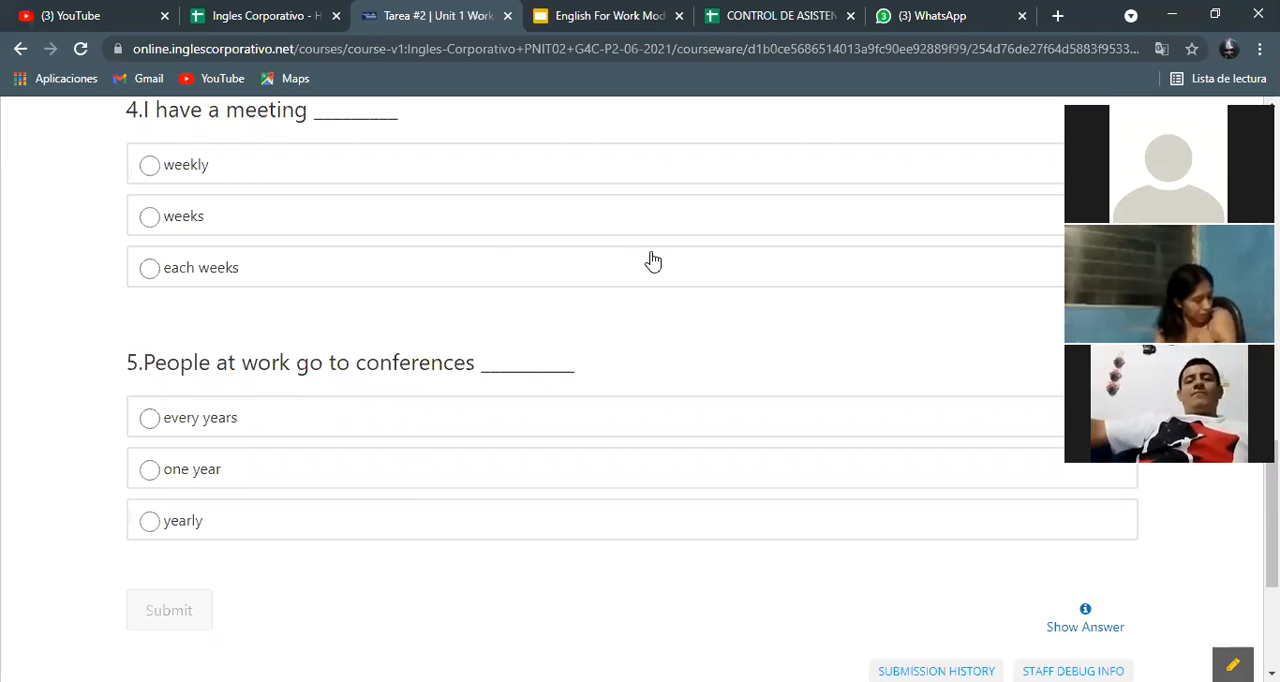 (3) YouTube
Ingles Corporativo - H
Tarea #2 | Unit 1 Work
English For Work Mod
CONTROL DE ASISTEN
(3) WhatsApp
online.inglescorporativo.net/courses/course-v1:Ingles-Corporativo+PNIT02+G4C-P2-06-2021/courseware/d1b0ce5686514013a9fc90ee92889f99/254d76de27f64d5883f9533...
Aplicaciones
Gmail
YouTube
Maps
Lista de lectura
4.I have a meeting _________
weekly
weeks
each weeks
5.People at work go to conferences __________
every years
one year
yearly
Submit
Show Answer
SUBMISSION HISTORY
STAFF DEBUG INFO